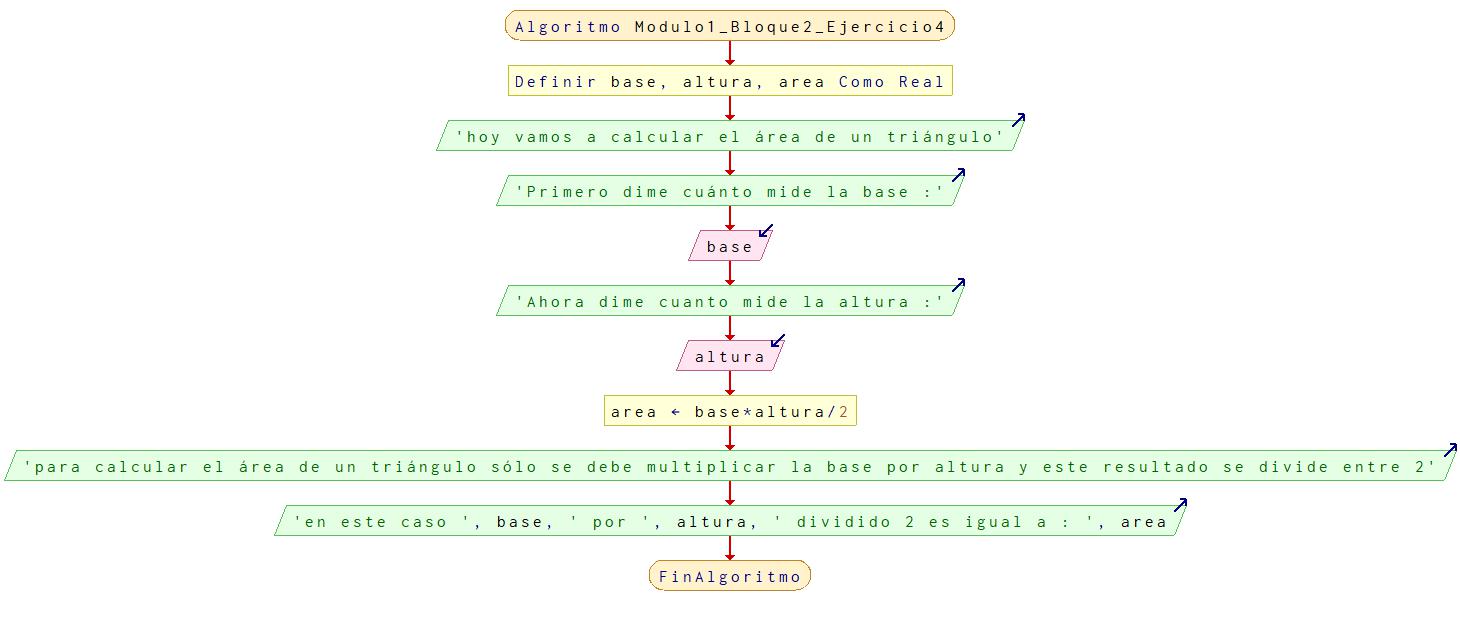 Algoritmo Modulo1_Bloque2_Ejercicio4
Definir base, altura, area Como Real
'hoy vamos a calcular el área de un triángulo'
'Primero dime cuánto mide la base :'
base
'Ahora dime cuanto mide la altura :'
altura
area ← base*altura/2
'para calcular el área de un triángulo sólo se debe multiplicar la base por altura y este resultado se divide entre 2'
'en este caso ', base, ' por ', altura, ' dividido 2 es igual a : ', area
FinAlgoritmo